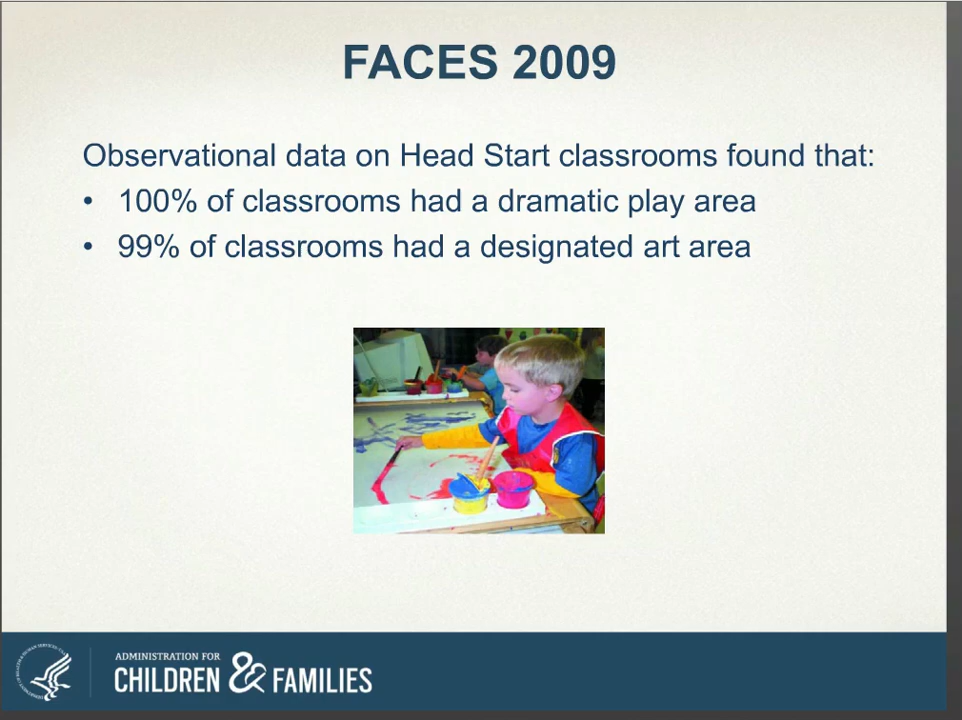 FACES 2009
Observational data on Head Start classrooms found that:
• 100% of classrooms had a dramatic play area
• 99% of classrooms had a designated art area
ADMINISTRATION FOR
CHILDREN & FAMILIES